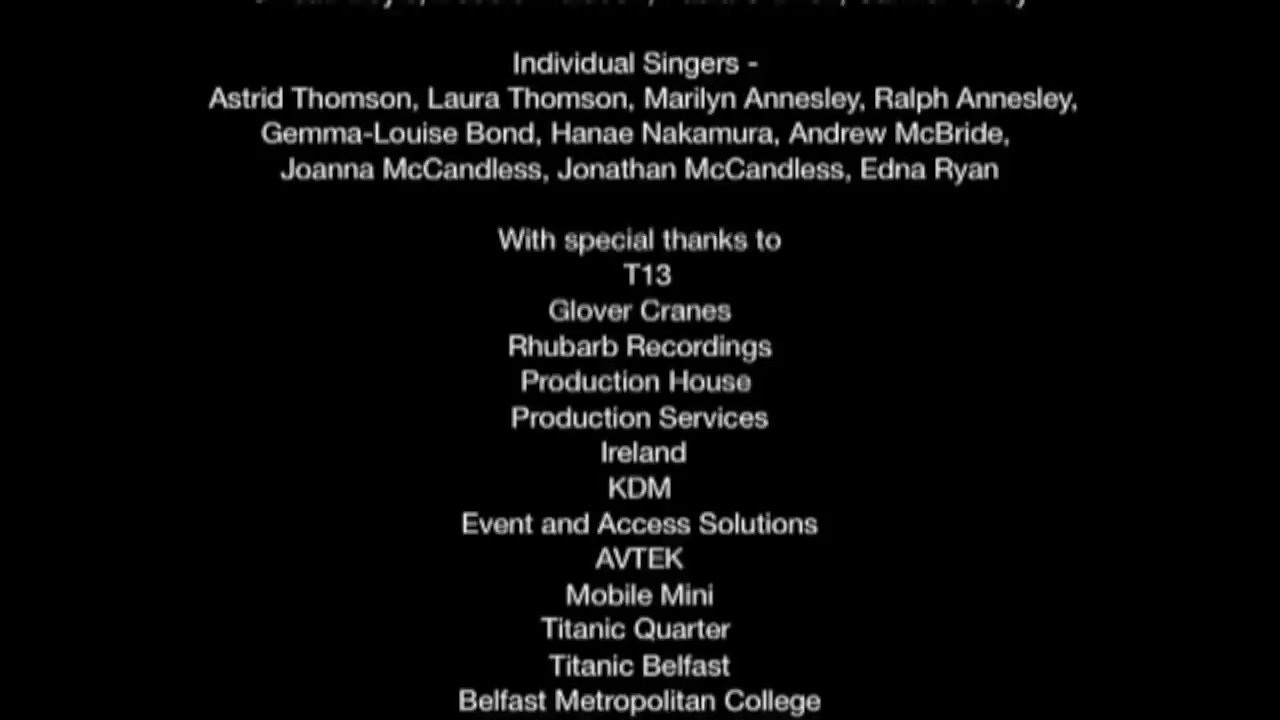 Individual Singers -
Astrid Thomson, Laura Thomson, Marilyn Annesley, Ralph Annesley,
Gemma-Louise Bond, Hanae Nakamura, Andrew McBride,
Joanna McCandless, Jonathan McCandless, Edna Ryan
With special thanks to
T13
Glover Cranes
Rhubarb Recordings
Production House
Production Services
Ireland
KDM
Event and Access Solutions
AVTEK
Mobile Mini
Titanic Quarter
Titanic Belfast
Belfast Metropolitan College